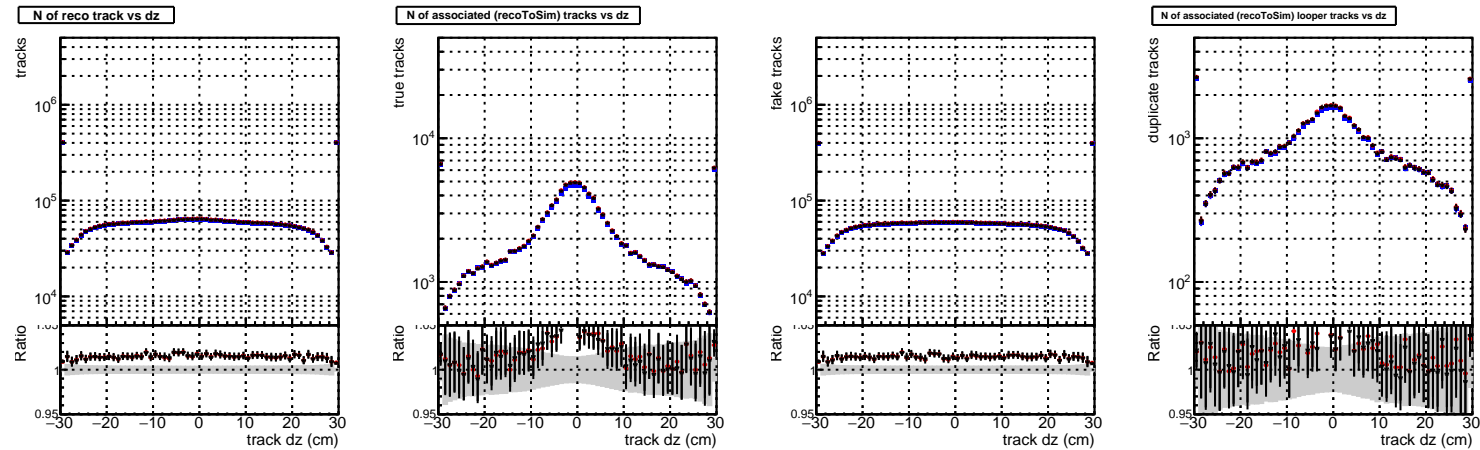 N of reco track vs dz
tracks
10^6
10^5
10^4
Ratio
1
0.95
−30 −20 −10 0 10 20 30
track dz (cm)
N of associated (recoToSim) tracks vs dz
true tracks
10^4
10^3
Ratio
1
0.95
−30 −20 −10 0 10 20 30
track dz (cm)
fake tracks
10^6
10^5
10^4
Ratio
1
0.95
−30 −20 −10 0 10 20 30
track dz (cm)
N of associated (recoToSim) looper tracks vs dz
duplicate tracks
10^3
10^2
Ratio
1
0.95
−30 −20 −10 0 10 20 30
track dz (cm)